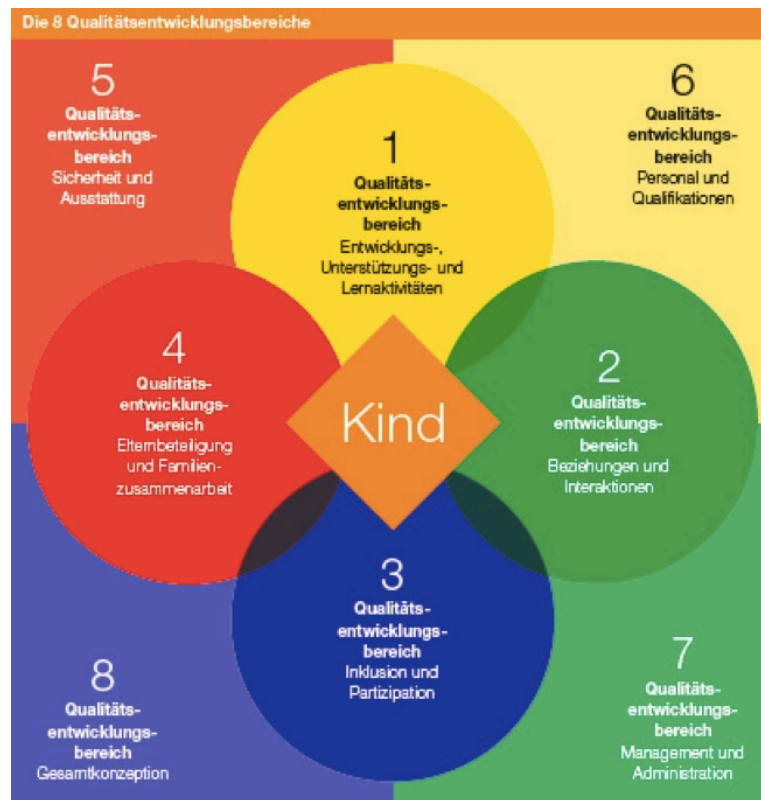 Die 8 Qualitätsentwicklungsbereiche
5
Qualitäts-
entwicklungs-
bereich
Sicherheit und
Ausstattung
6
Qualitäts-
entwicklungs-
bereich
Personal und
Qualifikationen
1
Qualitäts-
entwicklungs-
bereich
Entwicklungs-,
Unterstützungs- und
Lernaktivitäten
4
Qualitäts-
entwicklungs-
bereich
Elternbeteiligung
und Familien-
zusammenarbeit
Kind
2
Qualitäts-
entwicklungs-
bereich
Beziehungen und
Interaktionen
3
Qualitäts-
entwicklungs-
bereich
Inklusion und
Partizipation
8
Qualitäts-
entwicklungs-
bereich
Gesamtkonzeption
7
Qualitäts-
entwicklungs-
bereich
Management und
Administration